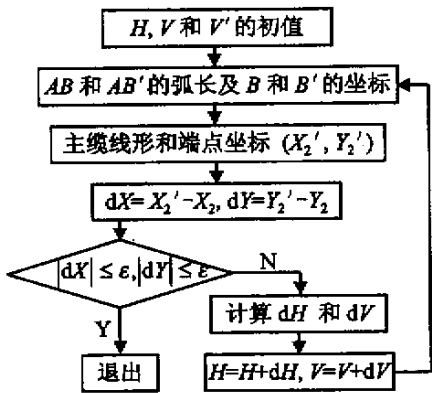 H, V 和 V′ 的初值
AB 和 AB′ 的弧长及 B 和 B′ 的坐标
主缆线形和端点坐标 (X₂′, Y₂′)
dX= X₂′−X₂, dY=Y₂′−Y₂
|dX| ≤ ε,|dY| ≤ ε
N
计算 dH 和 dV
Y
退出
H=H+dH, V=V+dV